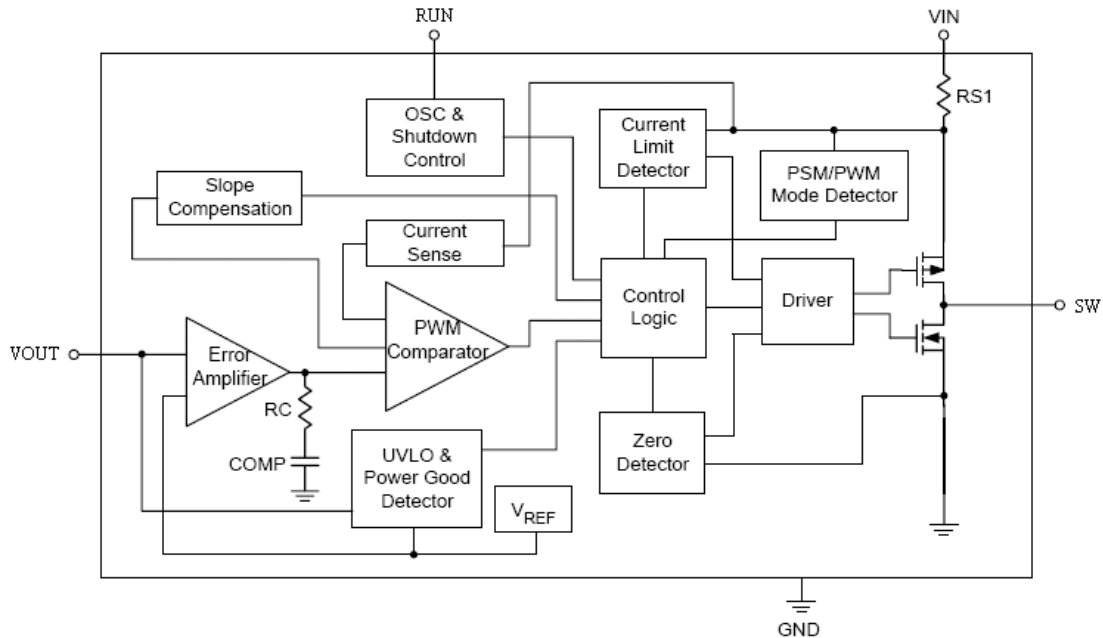 RUN
VIN
RS1
OSC &
Shutdown
Control
Current
Limit
Detector
PSM/PWM
Mode Detector
Slope
Compensation
Current
Sense
Control
Logic
Driver
SW
PWM
Comparator
VOUT
Error
Amplifier
RC
COMP
UVLO &
Power Good
Detector
Zero
Detector
VREF
GND